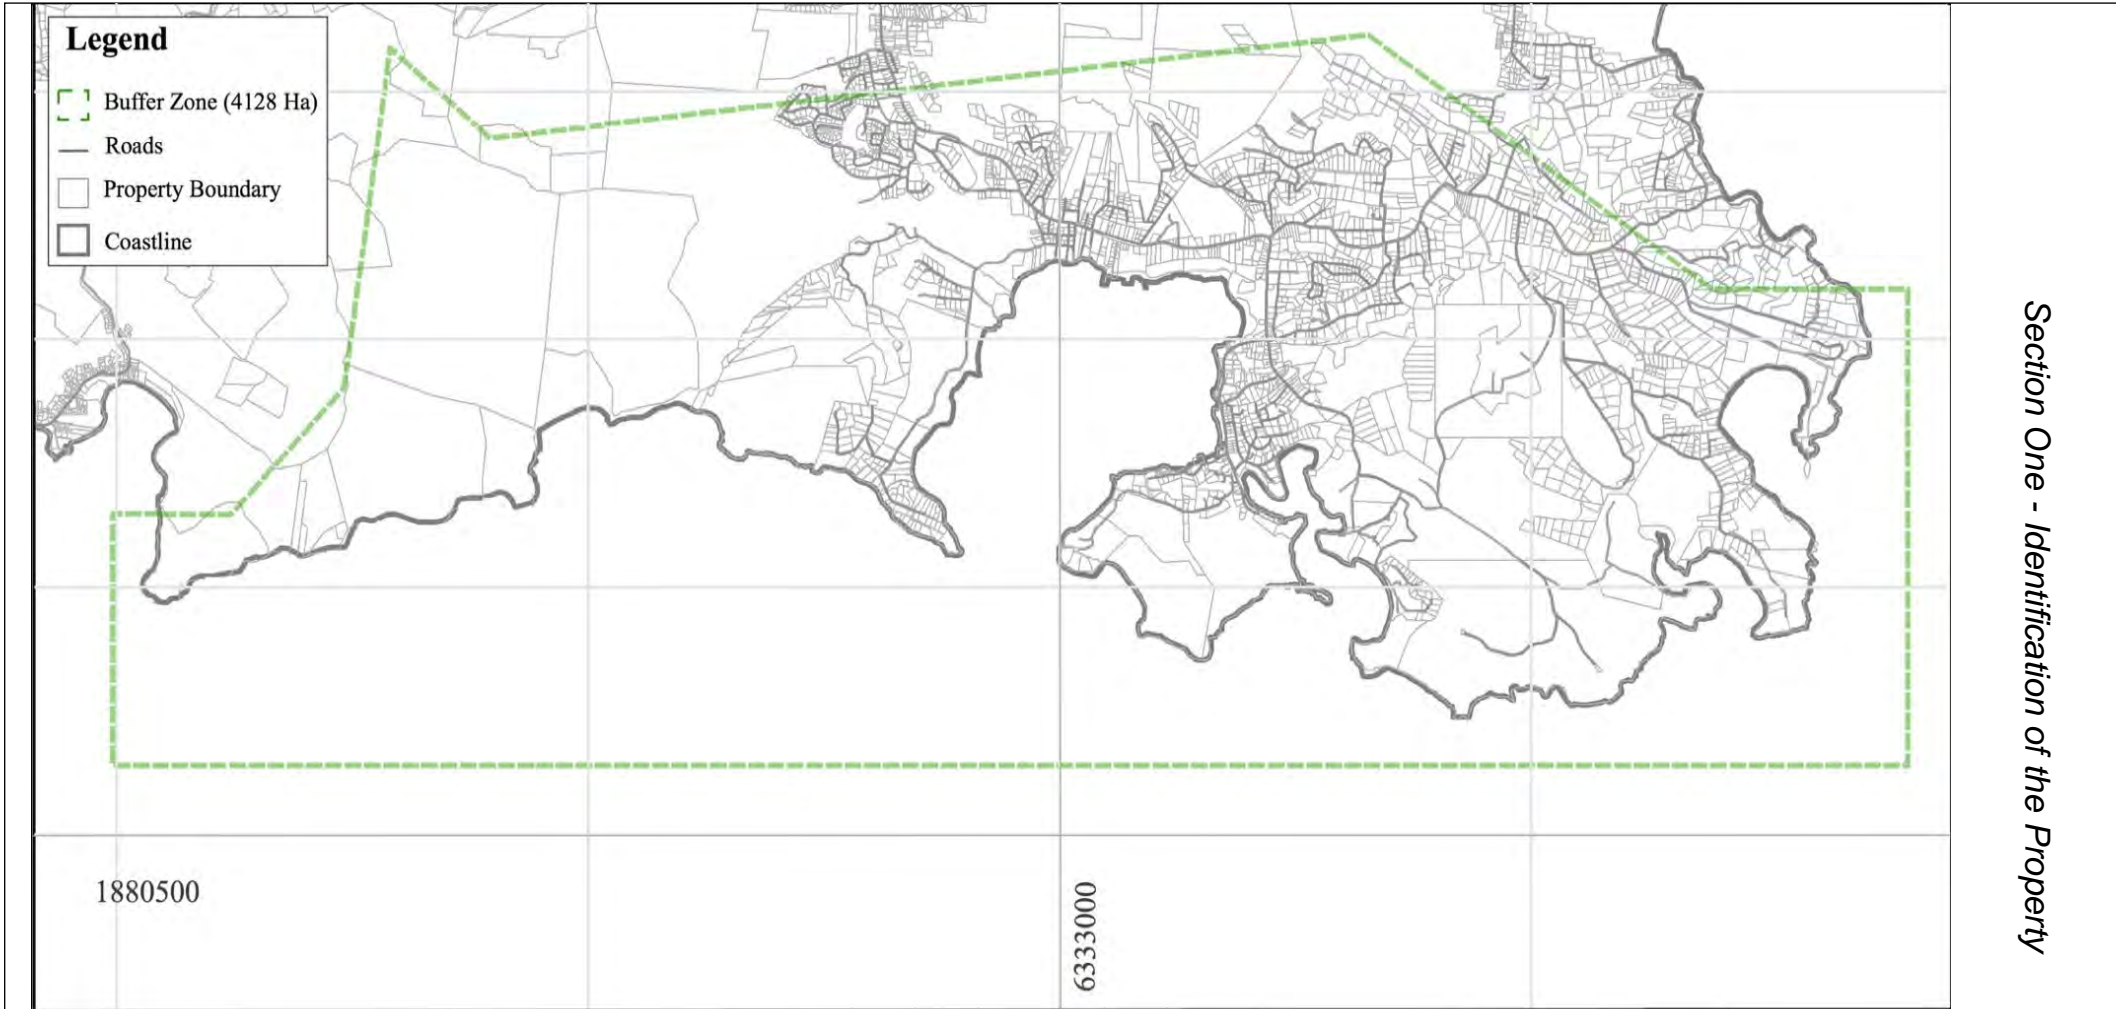 Legend
Buffer Zone (4128 Ha)
Roads
Property Boundary
Coastline
1880500
6333000
Section One - Identification of the Property